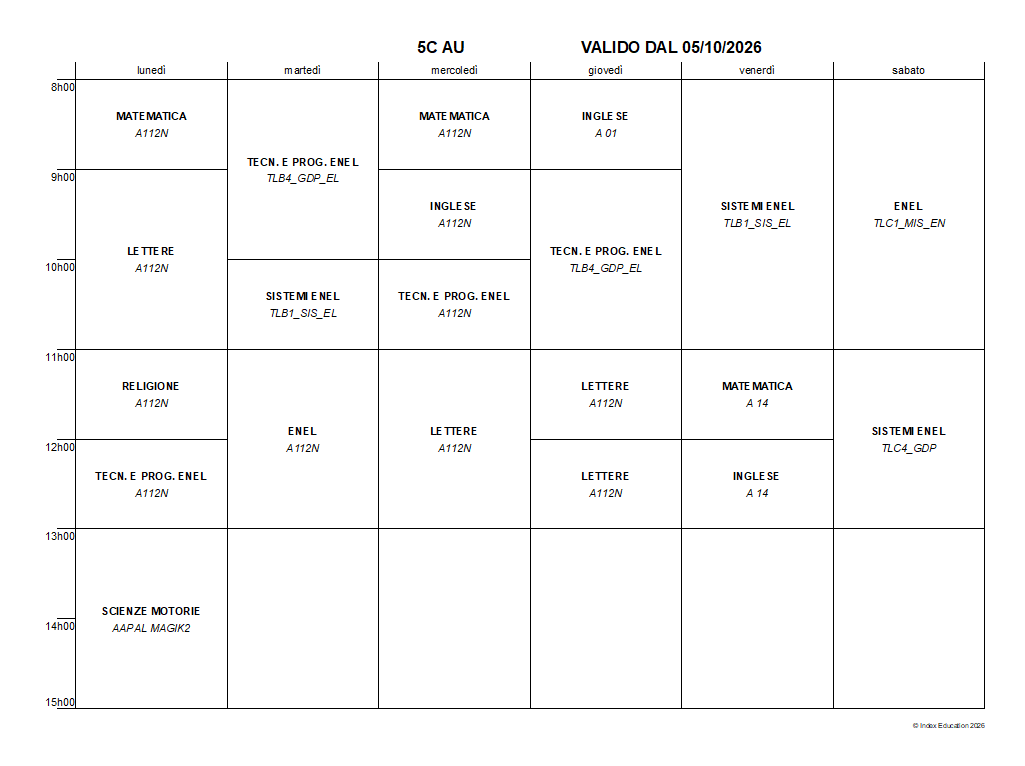 5C AU VALIDO DAL 05/10/2026
lunedì martedì mercoledì giovedì venerdì sabato
8h00
MATEMATICA
A112N
TECN. E PROG. ENEL
TLB4_GDP_EL
MATEMATICA
A112N
INGLESE
A 01
SISTEMI ENEL
TLB1_SIS_EL
ENEL
TLC1_MIS_EN
9h00
LETTERE
A112N
INGLESE
A112N
TECN. E PROG. ENEL
TLB4_GDP_EL
10h00
SISTEMI ENEL
TLB1_SIS_EL
TECN. E PROG. ENEL
A112N
11h00
RELIGIONE
A112N
ENEL
A112N
LETTERE
A112N
LETTERE
A112N
MATEMATICA
A 14
SISTEMI ENEL
TLC4_GDP
12h00
TECN. E PROG. ENEL
A112N
LETTERE
A112N
INGLESE
A 14
13h00
SCIENZE MOTORIE
AAPAL MAGIK2
14h00
15h00
© Index Education 2026